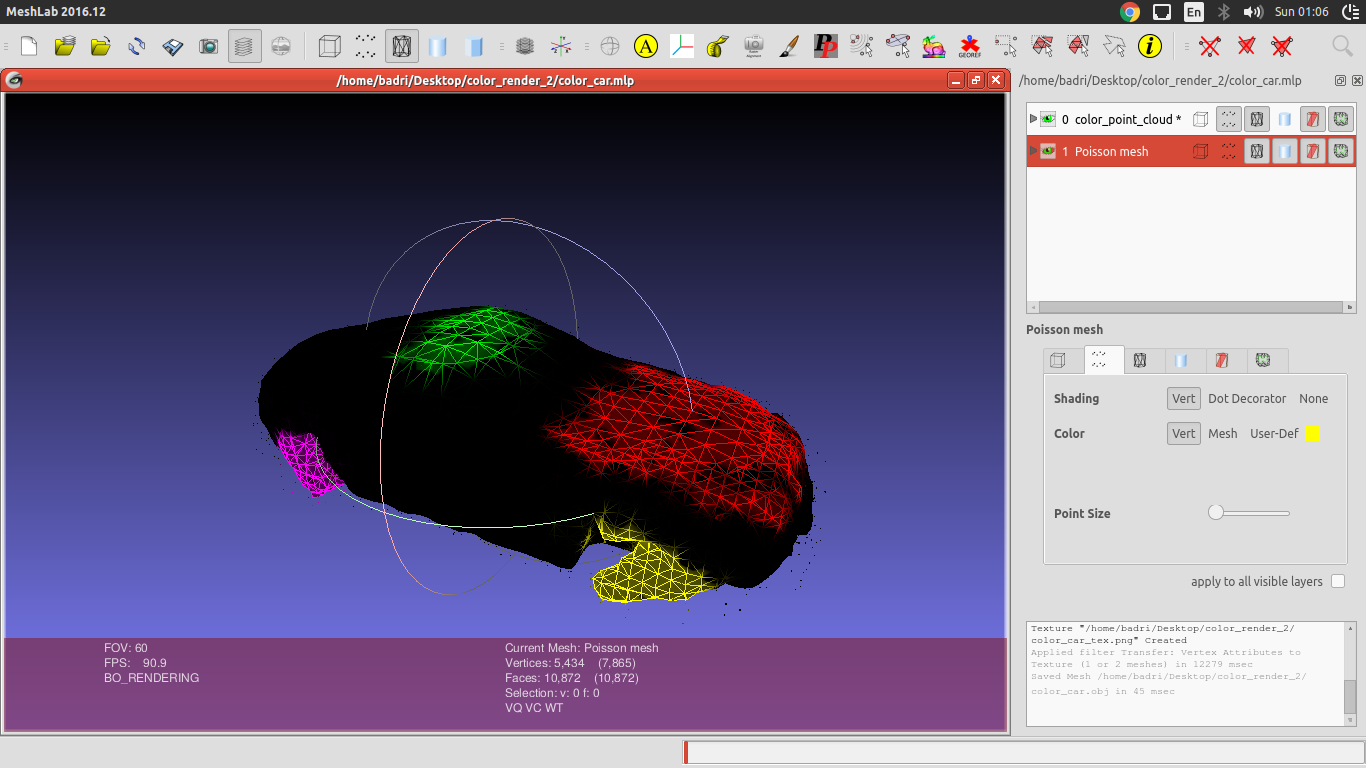 MeshLab 2016.12
En
Sun 01:06
A
PP
GEOREF
i
/home/badri/Desktop/color_render_2/color_car.mlp
/home/badri/Desktop/color_render_2/color_car.mlp
0 color_point_cloud *
1 Poisson mesh
Poisson mesh
Shading Vert Dot Decorator None
Color Vert Mesh User-Def
Point Size
apply to all visible layers
Texture "/home/badri/Desktop/color_render_2/
color_car_tex.png" Created
Applied filter Transfer: Vertex Attributes to
Texture (1 or 2 meshes) in 12279 msec
Saved Mesh /home/badri/Desktop/color_render_2/
color_car.obj in 45 msec
FOV: 60
FPS: 90.9
BO_RENDERING
Current Mesh: Poisson mesh
Vertices: 5,434 (7,865)
Faces: 10,872 (10,872)
Selection: v: 0 f: 0
VQ VC WT